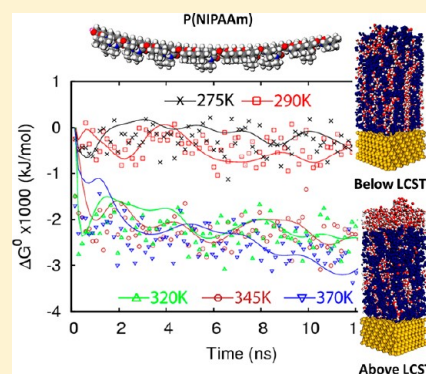 P(NIPAAm)
ΔG⁰ x1000 (kJ/mol)
1
0
-1
-2
-3
-4
275K 290K
320K 345K 370K
0 2 4 6 8 10 12
Time (ns)
Below LCST
Above LCST